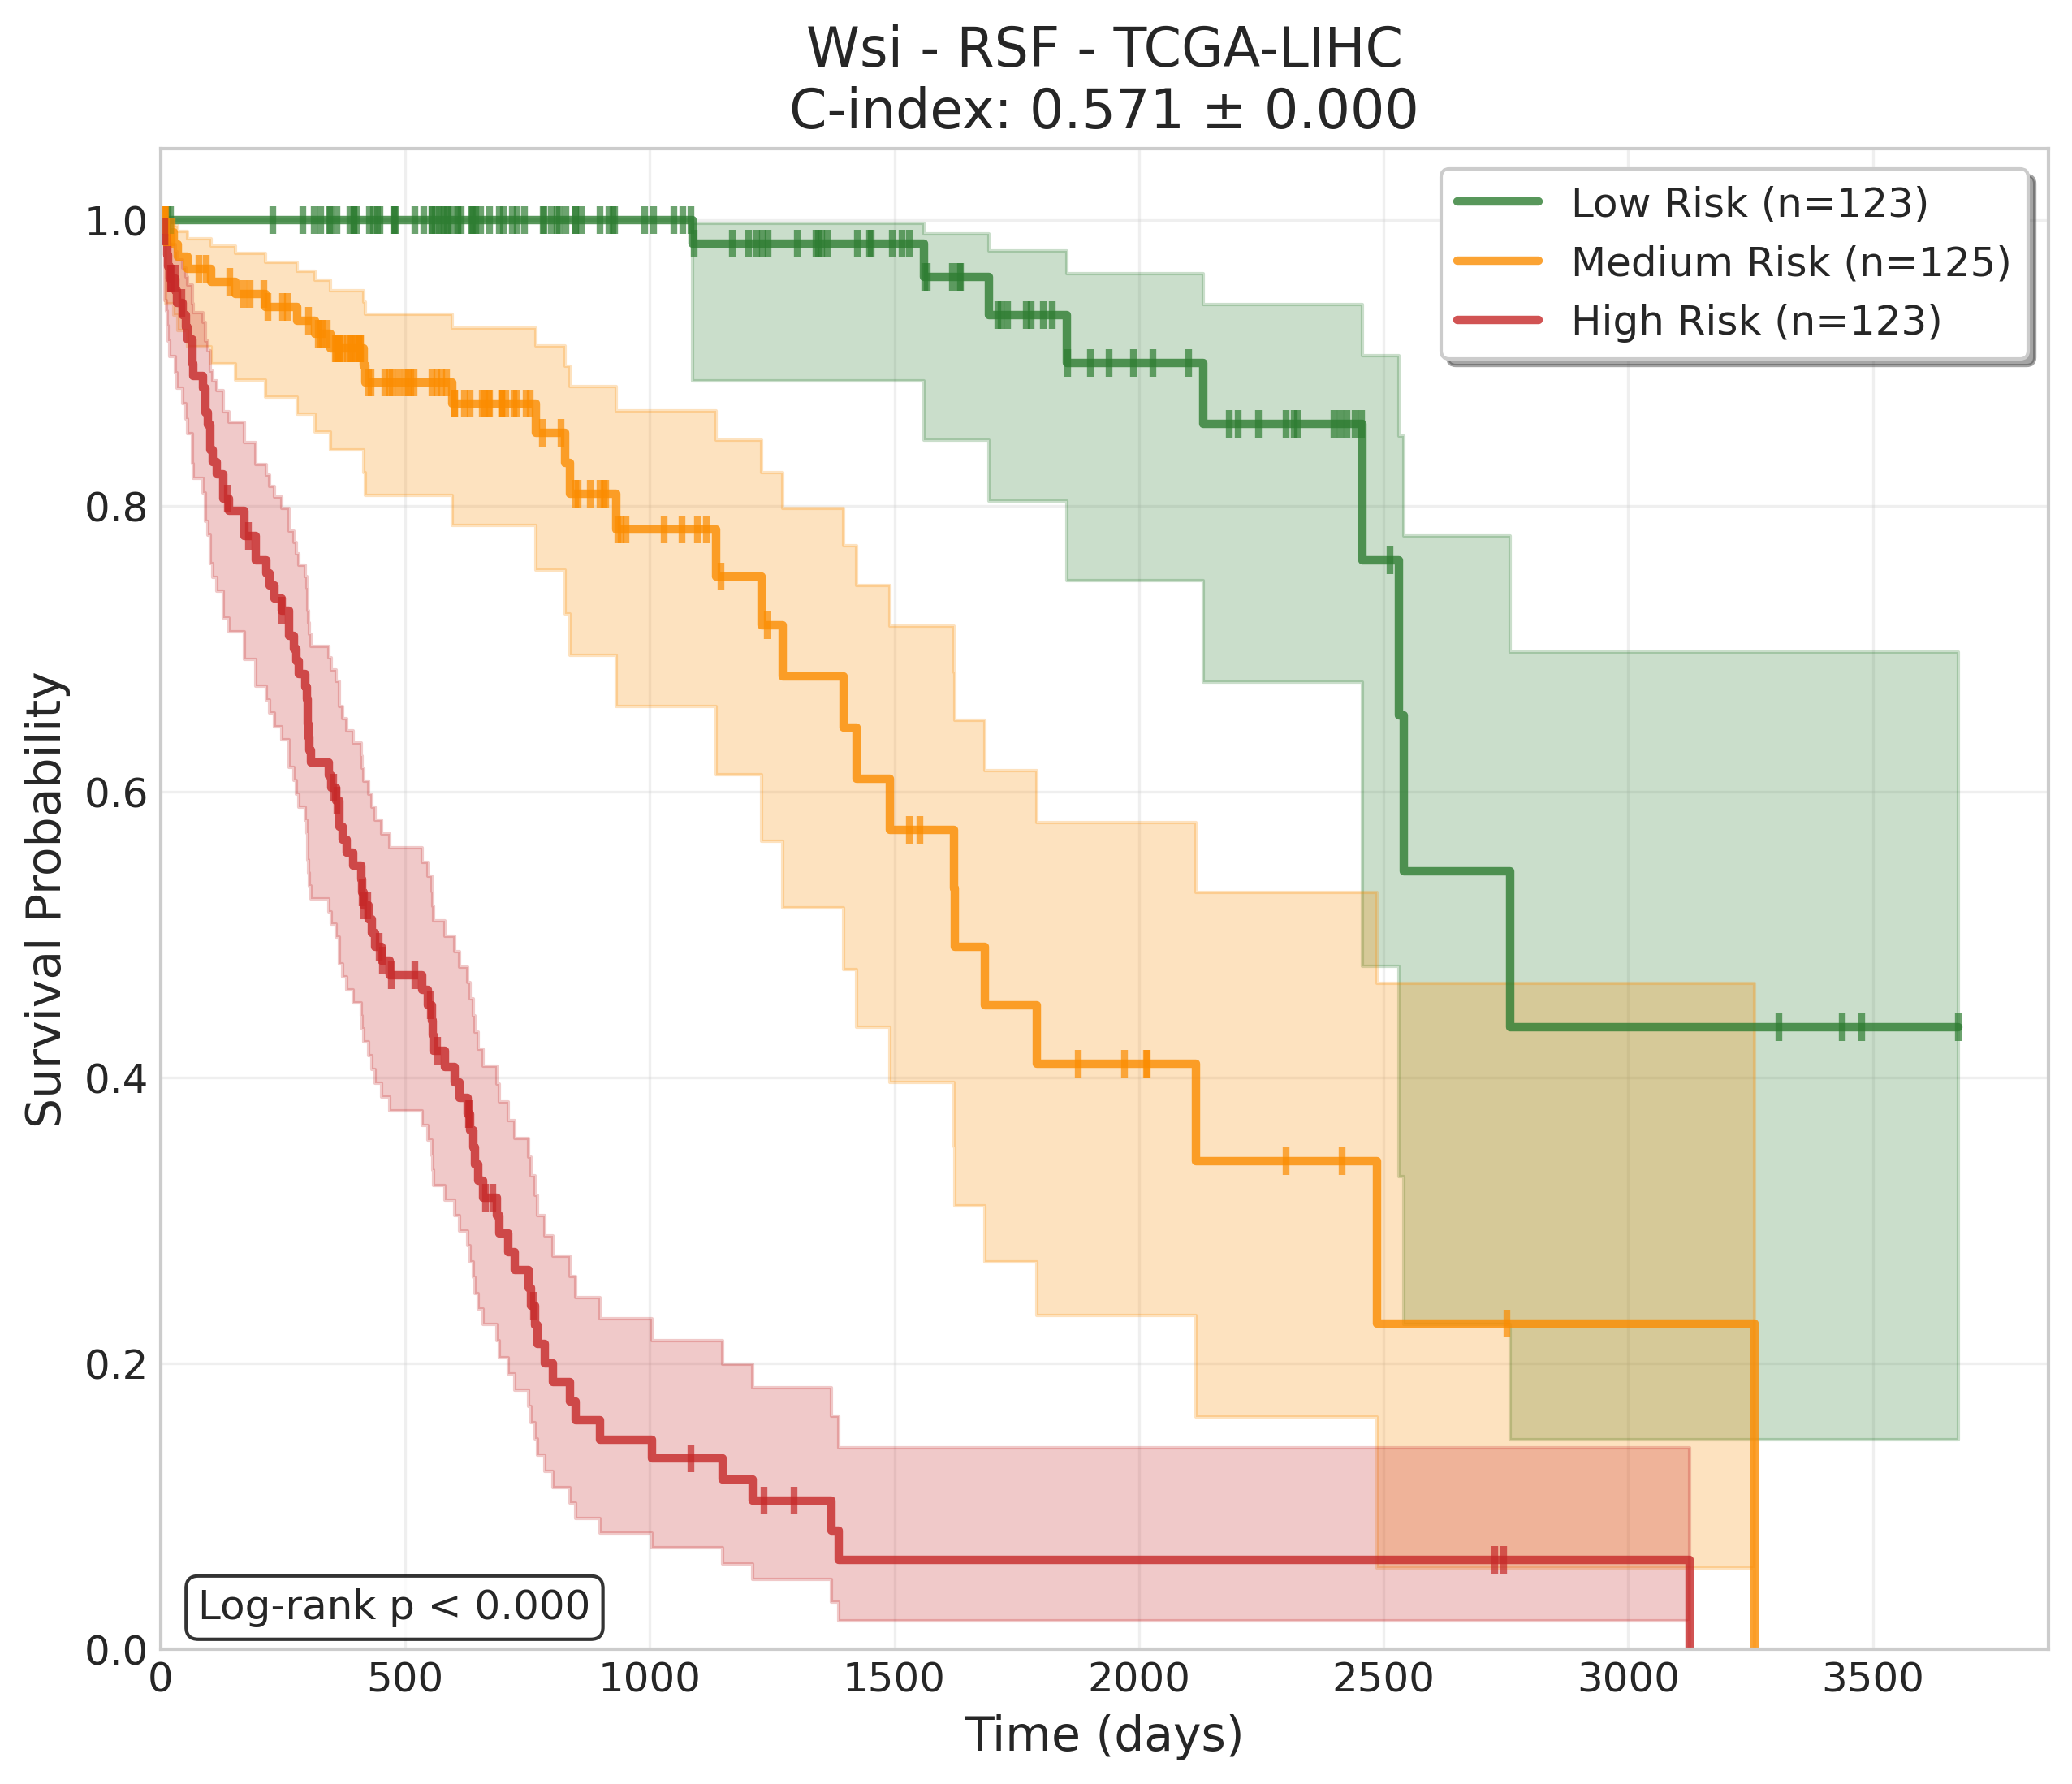 Wsi - RSF - TCGA-LIHC
C-index: 0.571 ± 0.000
Low Risk (n=123)
Medium Risk (n=125)
High Risk (n=123)
Survival Probability
1.0
0.8
0.6
0.4
0.2
0.0
Log-rank p < 0.000
0 500 1000 1500 2000 2500 3000 3500
Time (days)